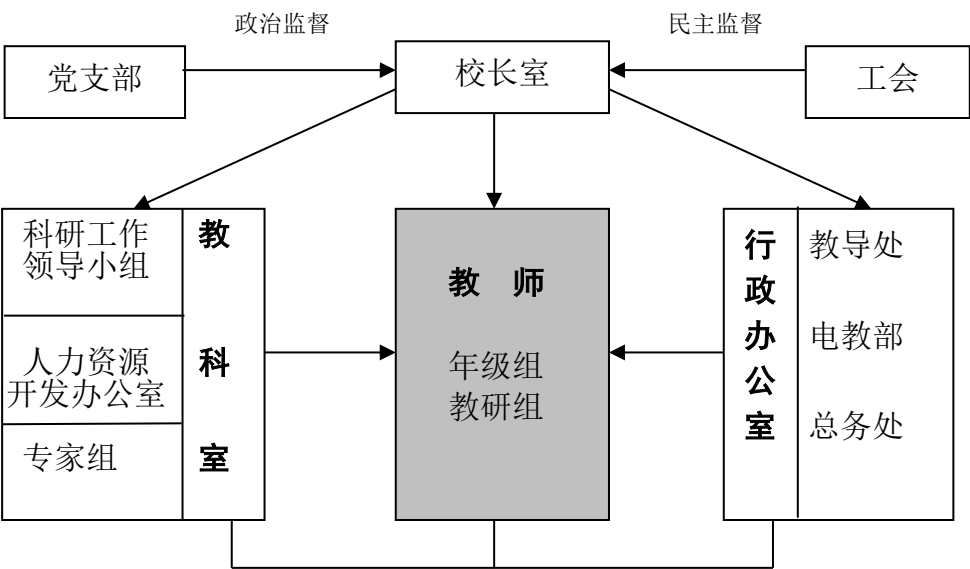 政治监督
民主监督
党支部
校长室
工会
科研工作
领导小组
人力资源
开发办公室
专家组
教
科
室
教 师
年级组
教研组
行
政
办
公
室
教导处
电教部
总务处